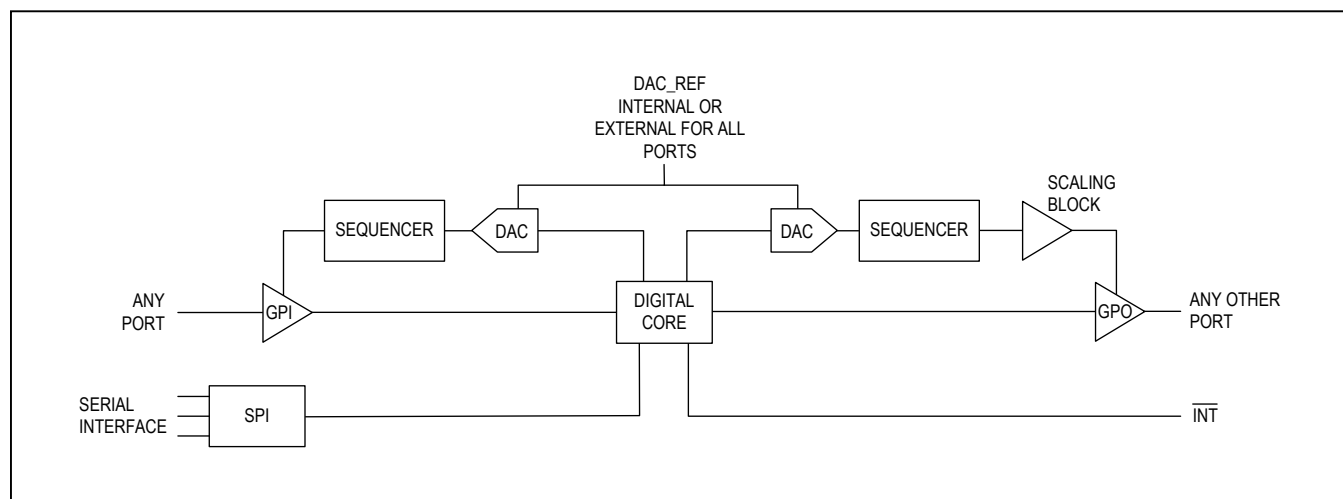 DAC_REF
INTERNAL OR
EXTERNAL FOR ALL
PORTS
SCALING
BLOCK
SEQUENCER
DAC
DAC
SEQUENCER
ANY
PORT
GPI
DIGITAL
CORE
GPO
ANY OTHER
PORT
SERIAL
INTERFACE
SPI
INT